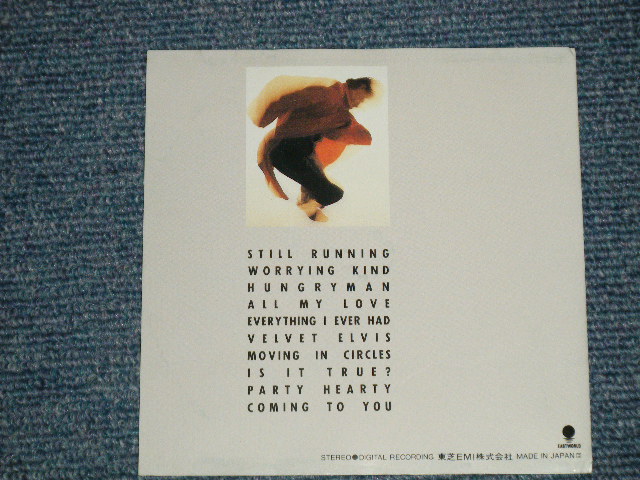 STILL RUNNING
WORRYING KIND
HUNGRYMAN
ALL MY LOVE
EVERYTHING I EVER HAD
VELVET ELVIS
MOVING IN CIRCLES
IS IT TRUE?
PARTY HEARTY
COMING TO YOU
EASTWORLD
STEREO●DIGITAL RECORDING 東芝EMI株式会社 MADE IN JAPAN